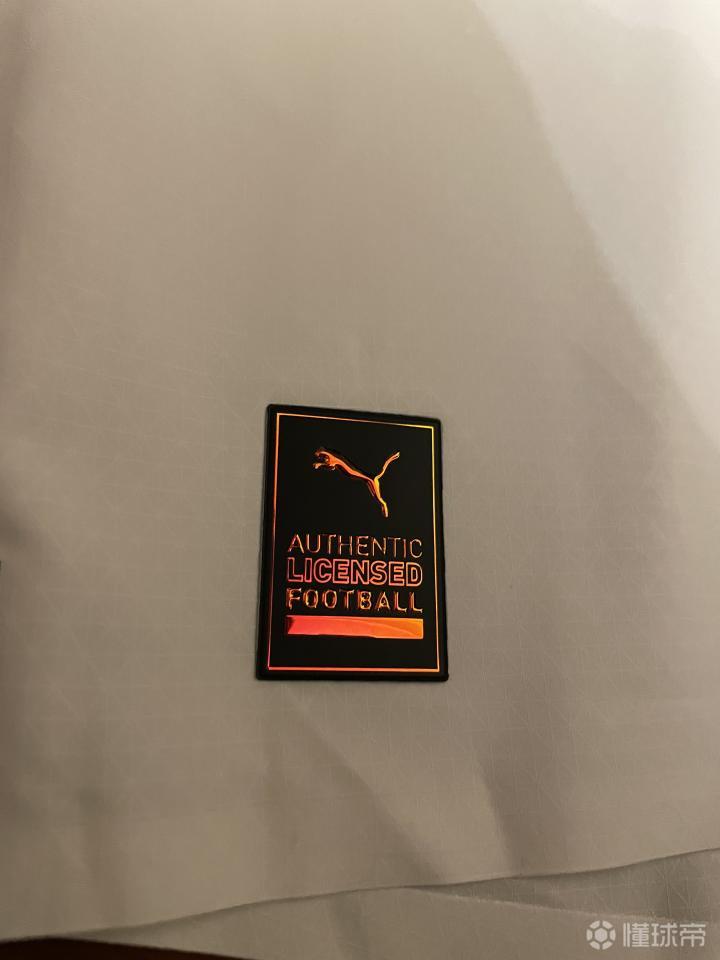 AUTHENTIC
LICENSED
FOOTBALL
懂球帝